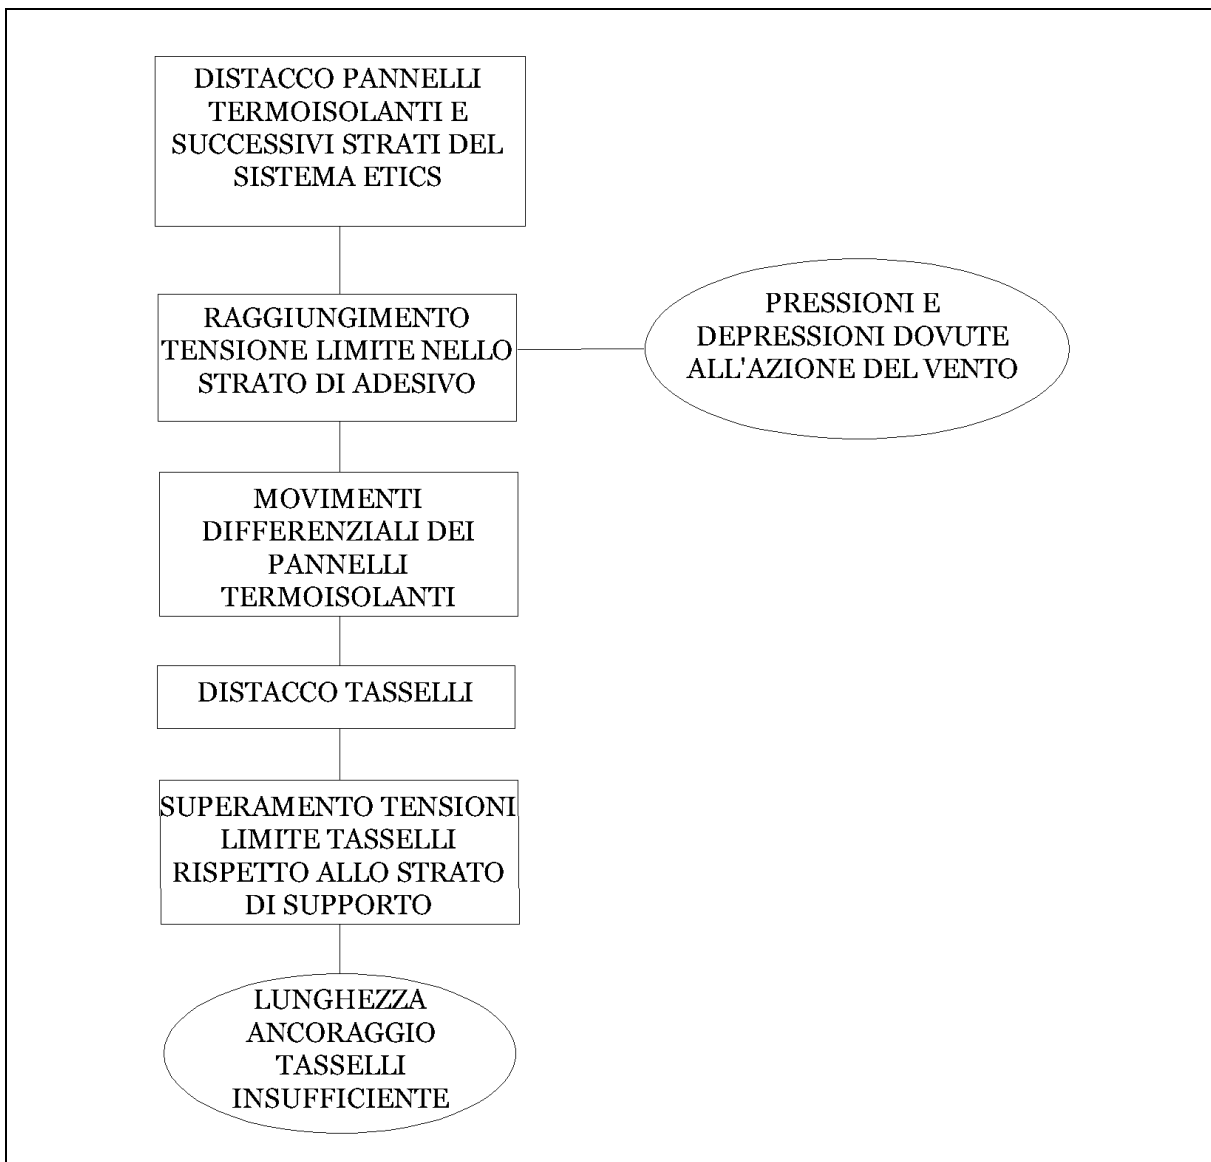 DISTACCO PANNELLI
TERMOISOLANTI E
SUCCESSIVI STRATI DEL
SISTEMA ETICS
RAGGIUNGIMENTO
TENSIONE LIMITE NELLO
STRATO DI ADESIVO
PRESSIONI E
DEPRESSIONI DOVUTE
ALL'AZIONE DEL VENTO
MOVIMENTI
DIFFERENZIALI DEI
PANNELLI
TERMOISOLANTI
DISTACCO TASSELLI
SUPERAMENTO TENSIONI
LIMITE TASSELLI
RISPETTO ALLO STRATO
DI SUPPORTO
LUNGHEZZA
ANCORAGGIO
TASSELLI
INSUFFICIENTE